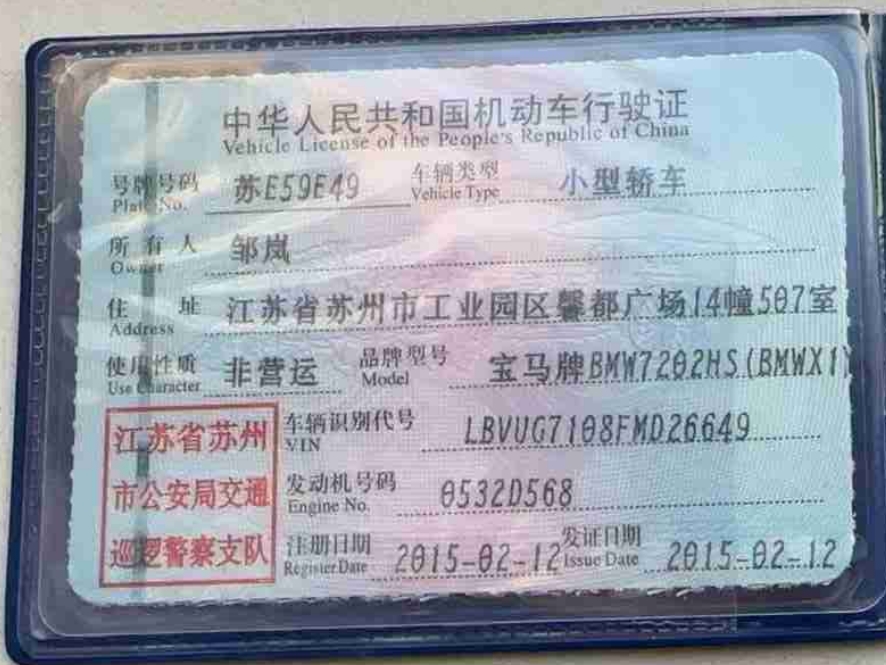 中华人民共和国机动车行驶证
Vehicle License of the People's Republic of China
号牌号码 苏E59E49 车辆类型 小型轿车
Plate No. Vehicle Type
所有人 邹岚
Owner
住址 江苏省苏州市工业园区馨都广场14幢507室
Address
使用性质 非营运 品牌型号 宝马牌BMW7202HS(BMWX1)
Use Character Model
江苏省苏州 车辆识别代号 LBVUG7108FMD26649
VIN
市公安局交通 发动机号码 0532D568
Engine No.
巡逻警察支队 注册日期 2015-02-12 发证日期 2015-02-12
Register Date Issue Date